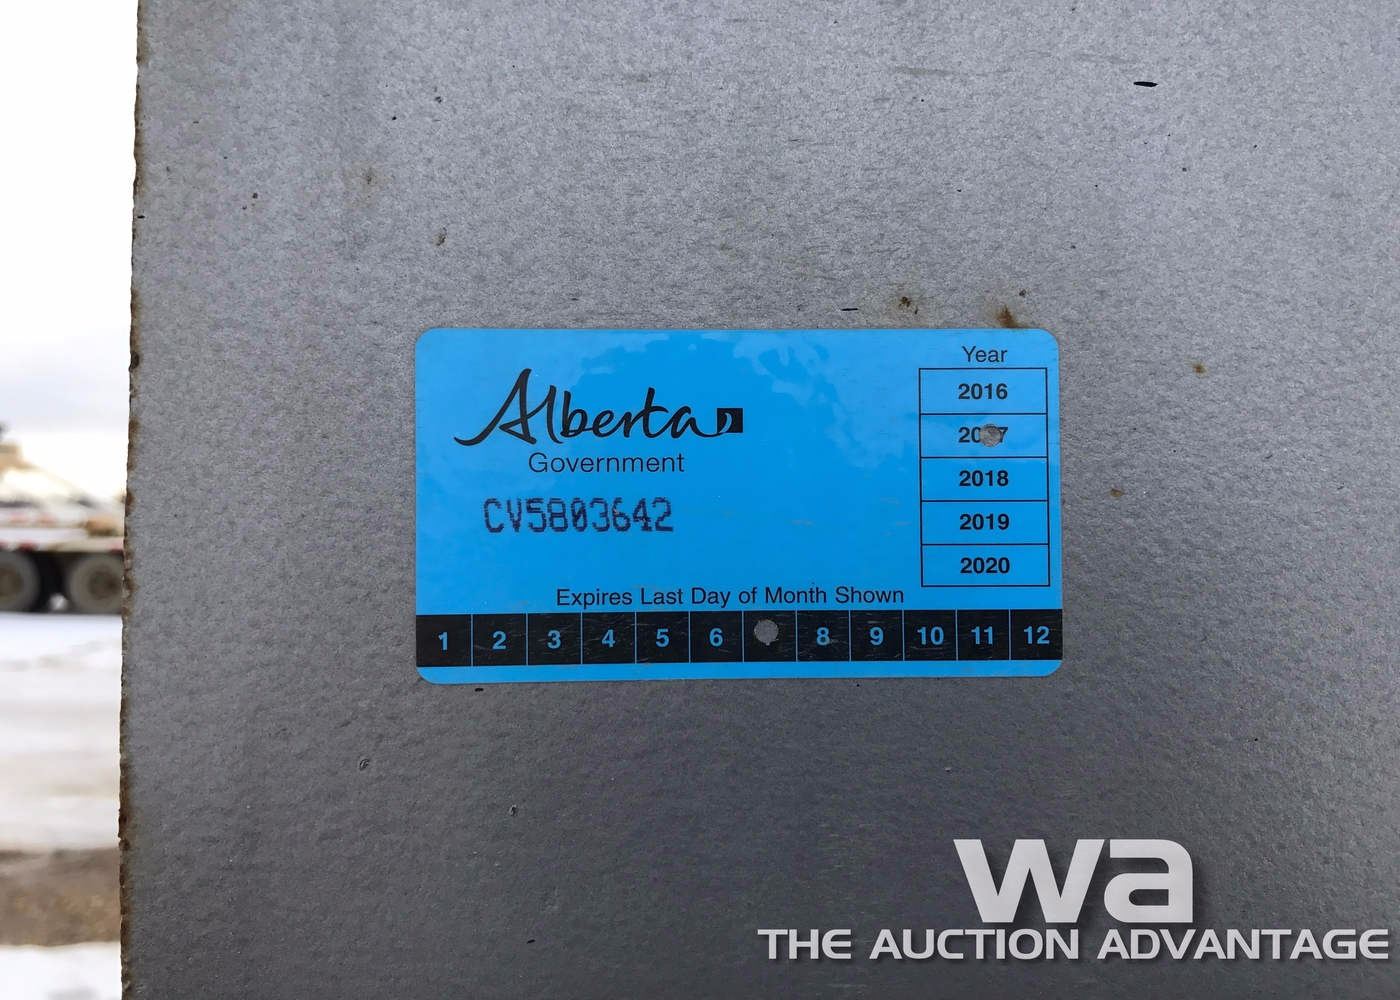 Alberta
Government
CV5803642
Year
2016
2018
2019
2020
Expires Last Day of Month Shown
1 2 3 4 5 6 8 9 10 11 12
wa
THE AUCTION ADVANTAGE